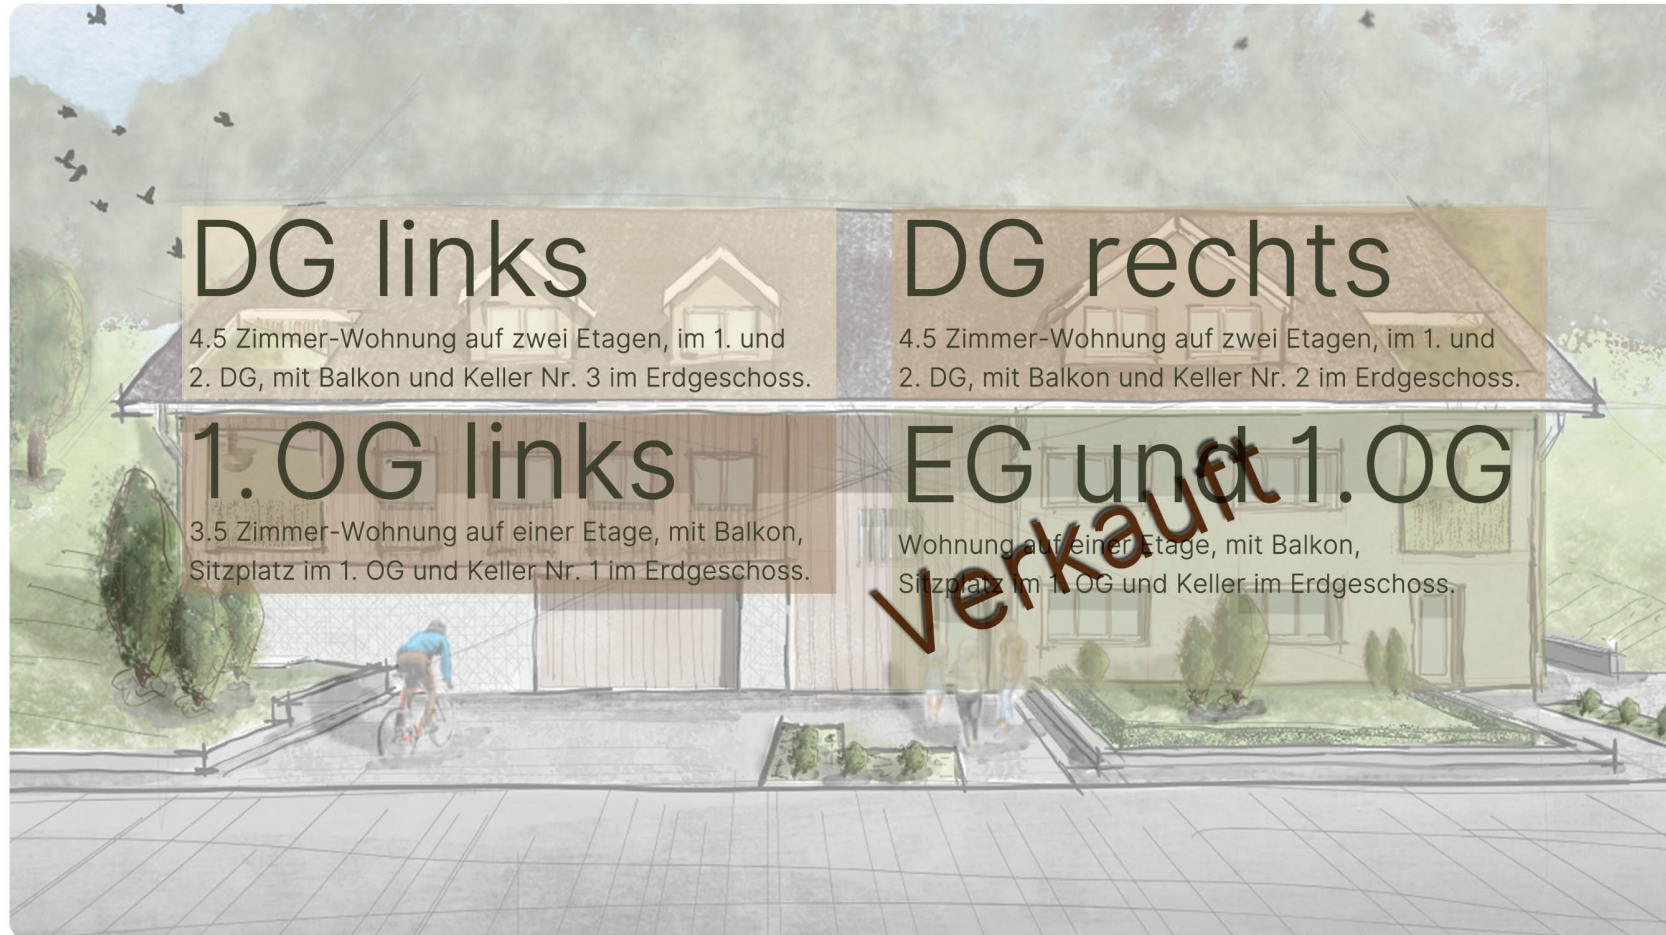 DG links
4.5 Zimmer-Wohnung auf zwei Etagen, im 1. und
2. DG, mit Balkon und Keller Nr. 3 im Erdgeschoss.
DG rechts
4.5 Zimmer-Wohnung auf zwei Etagen, im 1. und
2. DG, mit Balkon und Keller Nr. 2 im Erdgeschoss.
1. OG links
3.5 Zimmer-Wohnung auf einer Etage, mit Balkon,
Sitzplatz im 1. OG und Keller Nr. 1 im Erdgeschoss.
EG und 1.OG
Wohnung auf einer Etage, mit Balkon,
Sitzplatz im 1. OG und Keller im Erdgeschoss.
Verkauft